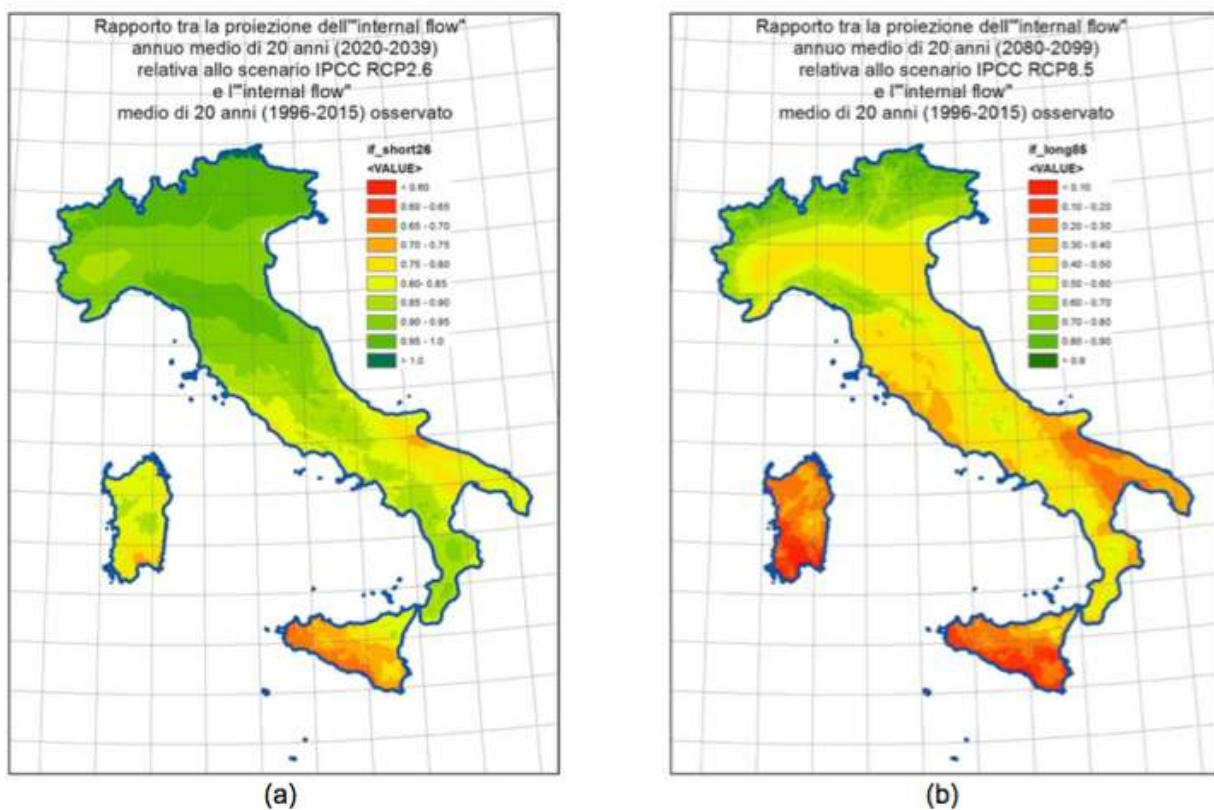 Rapporto tra la proiezione dell'"internal flow"
annuo medio di 20 anni (2020-2039)
relativa allo scenario IPCC RCP2.6
e l'"internal flow"
medio di 20 anni (1996-2015) osservato
if_short26
<VALUE>
< 0.60
0.60 - 0.65
0.65 - 0.70
0.70 - 0.75
0.75 - 0.80
0.80- 0.85
0.85 - 0.90
0.90 - 0.95
0.95 - 1.0
> 1.0
(a)
Rapporto tra la proiezione dell'"internal flow"
annuo medio di 20 anni (2080-2099)
relativa allo scenario IPCC RCP8.5
e l'"internal flow"
medio di 20 anni (1996-2015) osservato
if_long85
<VALUE>
< 0.10
0.10 - 0.20
0.20 - 0.30
0.30 - 0.40
0.40 - 0.50
0.50 - 0.60
0.60 - 0.70
0.70 - 0.80
0.80 - 0.90
> 0.9
(b)